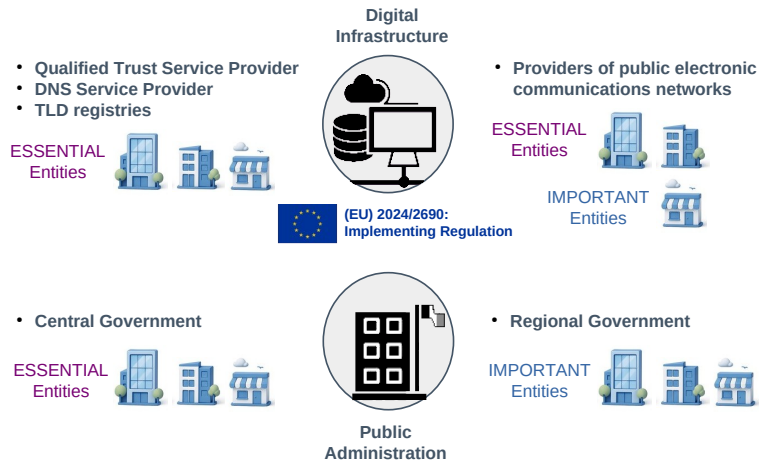 Digital
Infrastructure
• Qualified Trust Service Provider
• DNS Service Provider
• TLD registries
ESSENTIAL
Entities
• Providers of public electronic
communications networks
ESSENTIAL
Entities
IMPORTANT
Entities
(EU) 2024/2690:
Implementing Regulation
• Central Government
ESSENTIAL
Entities
• Regional Government
IMPORTANT
Entities
Public
Administration